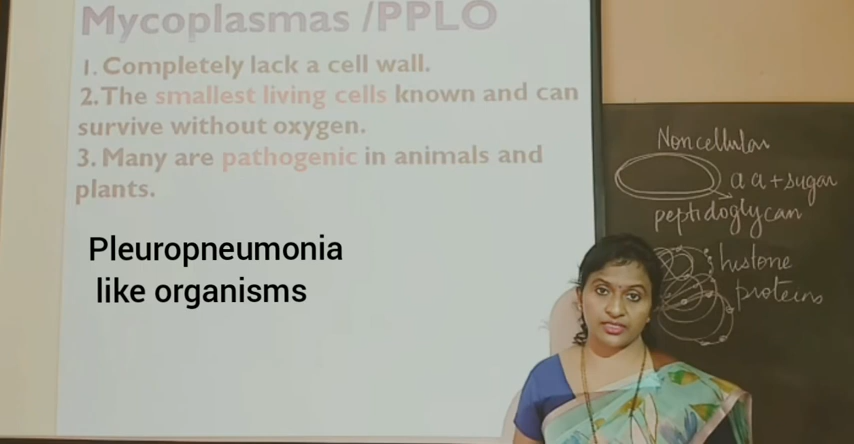 Mycoplasmas /PPLO
1. Completely lack a cell wall.
2.The smallest living cells known and can
survive without oxygen.
3. Many are pathogenic in animals and
plants.
Pleuropneumonia
like organisms
Noncellular
a a + sugar
peptidoglycan
histone
proteins